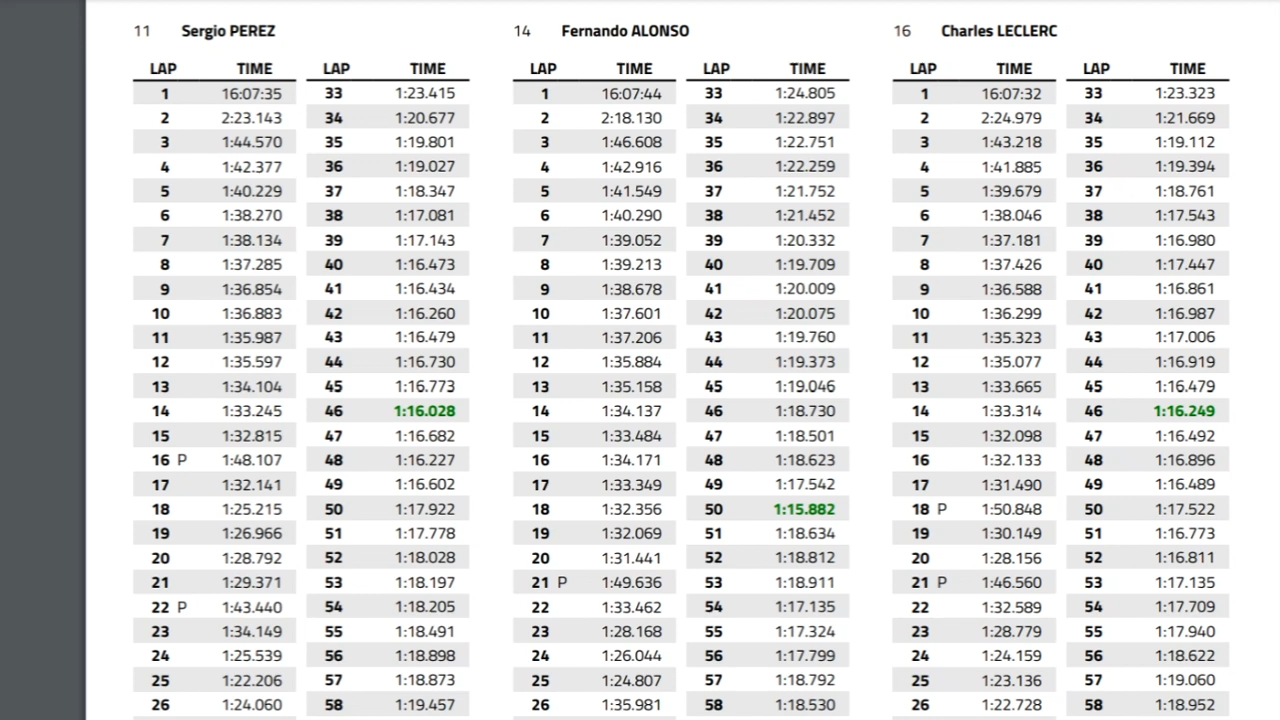 11 Sergio PEREZ 14 Fernando ALONSO 16 Charles LECLERC
LAP TIME LAP TIME LAP TIME LAP TIME LAP TIME LAP TIME
1 16:07:35 33 1:23.415 1 16:07:44 33 1:24.805 1 16:07:32 33 1:23.323
2 2:23.143 34 1:20.677 2 2:18.130 34 1:22.897 2 2:24.979 34 1:21.669
3 1:44.570 35 1:19.801 3 1:46.608 35 1:22.751 3 1:43.218 35 1:19.112
4 1:42.377 36 1:19.027 4 1:42.916 36 1:22.259 4 1:41.885 36 1:19.394
5 1:40.229 37 1:18.347 5 1:41.549 37 1:21.752 5 1:39.679 37 1:18.761
6 1:38.270 38 1:17.081 6 1:40.290 38 1:21.452 6 1:38.046 38 1:17.543
7 1:38.134 39 1:17.143 7 1:39.052 39 1:20.332 7 1:37.181 39 1:16.980
8 1:37.285 40 1:16.473 8 1:39.213 40 1:19.709 8 1:37.426 40 1:17.447
9 1:36.854 41 1:16.434 9 1:38.678 41 1:20.009 9 1:36.588 41 1:16.861
10 1:36.883 42 1:16.260 10 1:37.601 42 1:20.075 10 1:36.299 42 1:16.987
11 1:35.987 43 1:16.479 11 1:37.206 43 1:19.760 11 1:35.323 43 1:17.006
12 1:35.597 44 1:16.730 12 1:35.884 44 1:19.373 12 1:35.077 44 1:16.919
13 1:34.104 45 1:16.773 13 1:35.158 45 1:19.046 13 1:33.665 45 1:16.479
14 1:33.245 46 1:16.028 14 1:34.137 46 1:18.730 14 1:33.314 46 1:16.249
15 1:32.815 47 1:16.682 15 1:33.484 47 1:18.501 15 1:32.098 47 1:16.492
16 P 1:48.107 48 1:16.227 16 1:34.171 48 1:18.623 16 1:32.133 48 1:16.896
17 1:32.141 49 1:16.602 17 1:33.349 49 1:17.542 17 1:31.490 49 1:16.489
18 1:25.215 50 1:17.922 18 1:32.356 50 1:15.882 18 P 1:50.848 50 1:17.522
19 1:26.966 51 1:17.778 19 1:32.069 51 1:18.634 19 1:30.149 51 1:16.773
20 1:28.792 52 1:18.028 20 1:31.441 52 1:18.812 20 1:28.156 52 1:16.811
21 1:29.371 53 1:18.197 21 P 1:49.636 53 1:18.911 21 P 1:46.560 53 1:17.135
22 P 1:43.440 54 1:18.205 22 1:33.462 54 1:17.135 22 1:32.589 54 1:17.709
23 1:34.149 55 1:18.491 23 1:28.168 55 1:17.324 23 1:28.779 55 1:17.940
24 1:25.539 56 1:18.898 24 1:26.044 56 1:17.799 24 1:24.159 56 1:18.622
25 1:22.206 57 1:18.873 25 1:24.807 57 1:18.792 25 1:23.136 57 1:19.060
26 1:24.060 58 1:19.457 26 1:35.981 58 1:18.530 26 1:22.728 58 1:18.952